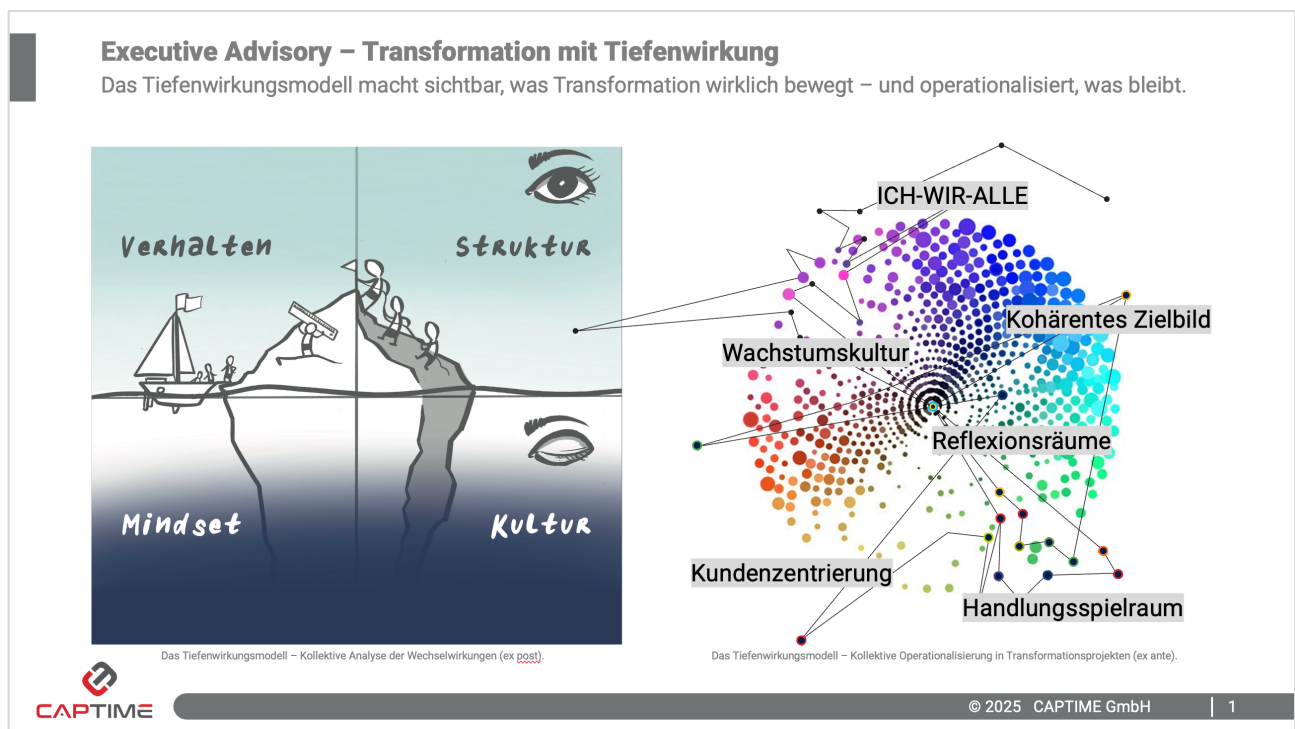 Executive Advisory – Transformation mit Tiefenwirkung
Das Tiefenwirkungsmodell macht sichtbar, was Transformation wirklich bewegt – und operationalisiert, was bleibt.
Verhalten
Struktur
Mindset
Kultur
Das Tiefenwirkungsmodell – Kollektive Analyse der Wechselwirkungen (ex post).
ICH-WIR-ALLE
Kohärentes Zielbild
Wachstumskultur
Reflexionsräume
Kundenzentrierung
Handlungsspielraum
Das Tiefenwirkungsmodell – Kollektive Operationalisierung in Transformationsprojekten (ex ante).
CAPTIME
© 2025 CAPTIME GmbH | 1